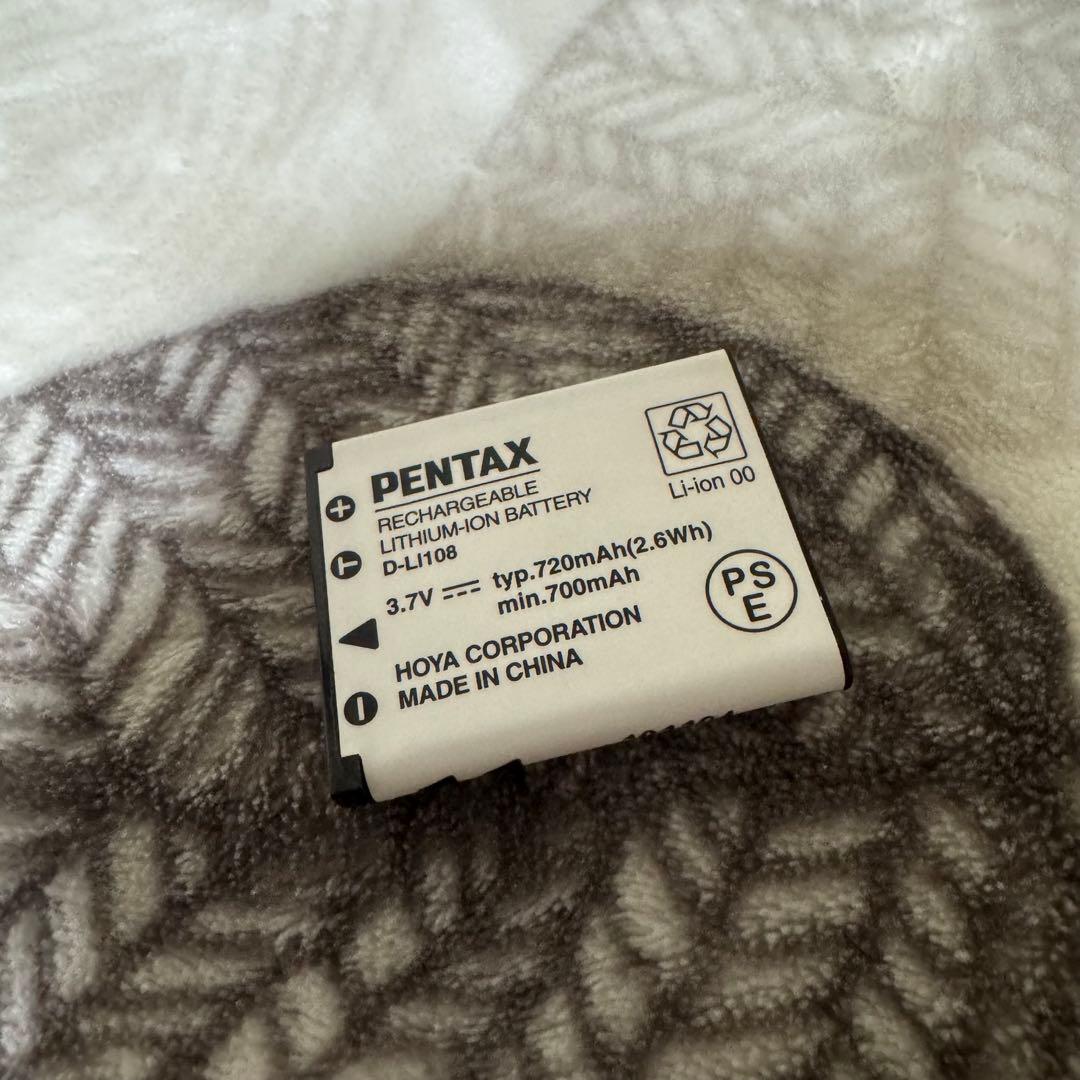 PENTAX
RECHARGEABLE
LITHIUM-ION BATTERY
D-LI108
3.7V ⎓ typ.720mAh(2.6Wh)
min.700mAh
HOYA CORPORATION
MADE IN CHINA
Li-ion 00
PS
E
+
T
−